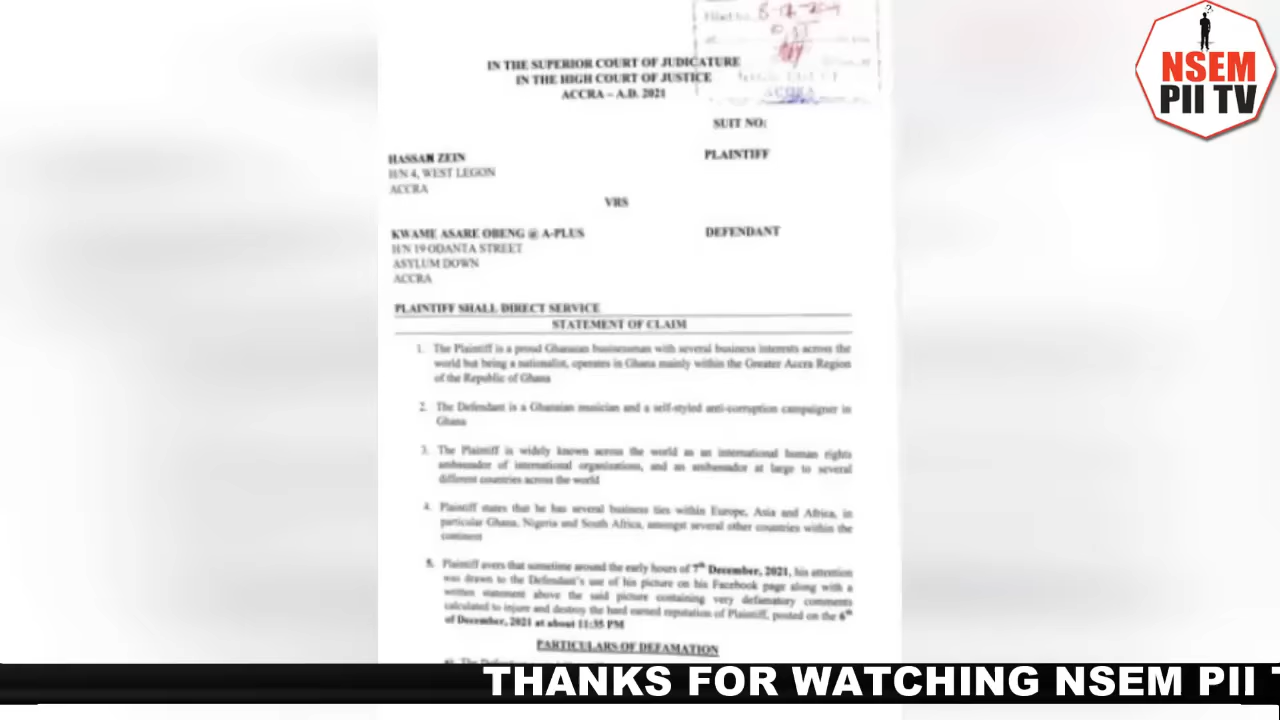 Filed on 8-12-2021
IN THE SUPERIOR COURT OF JUDICATURE
IN THE HIGH COURT OF JUSTICE
ACCRA – A.D. 2021
ACCRA
SUIT NO:
HASSAN ZEIN
PLAINTIFF
H/N 4, WEST LEGON
ACCRA
VRS
KWAME ASARE OBENG @ A-PLUS
DEFENDANT
H/N 19 ODANTA STREET
ASYLUM DOWN
ACCRA
PLAINTIFF SHALL DIRECT SERVICE
STATEMENT OF CLAIM
1. The Plaintiff is a proud Ghanaian businessman with several business interests across the
world but being a nationalist, operates in Ghana mainly within the Greater Accra Region
of the Republic of Ghana
2. The Defendant is a Ghanaian musician and a self-styled anti-corruption campaigner in
Ghana
3. The Plaintiff is widely known across the world as an international human rights
ambassador of international organizations, and an ambassador at large to several
different countries across the world
4. Plaintiff states that he has several business ties within Europe, Asia and Africa, in
particular Ghana, Nigeria and South Africa, amongst several other countries within the
continent
5. Plaintiff avers that sometime around the early hours of 7th December, 2021, his attention
was drawn to the Defendant's use of his picture on his Facebook page along with a
written statement above the said picture containing very defamatory comments
calculated to injure and destroy the hard earned reputation of Plaintiff, posted on the 6th
of December, 2021 at about 11:35 PM
PARTICULARS OF DEFAMATION
NSEM
PII TV
THANKS FOR WATCHING NSEM PII T